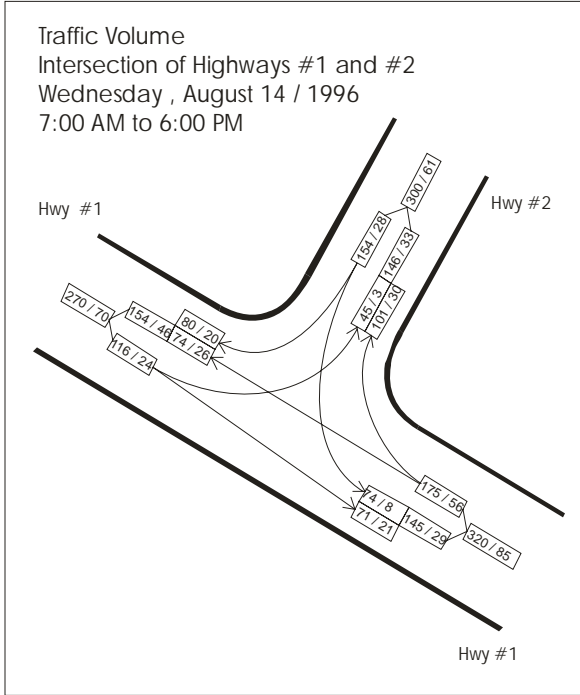 Traffic Volume
Intersection of Highways #1 and #2
Wednesday , August 14 / 1996
7:00 AM to 6:00 PM
300 / 61
Hwy #1
Hwy #2
154 / 28
146 / 33
45 / 3
101 / 30
270 / 70
154 / 46
80 / 20
74 / 26
116 / 24
175 / 56
74 / 8
71 / 21
145 / 29
320 / 85
Hwy #1